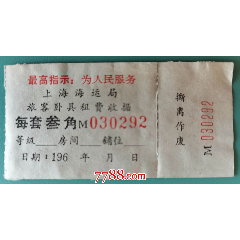 最高指示：为人民服务
上海海运局
旅客卧具租费收据
每套叁角 M030292
等级 房间 铺位
日期：196 年 月 日
撕离作废
M 030292
7788.com